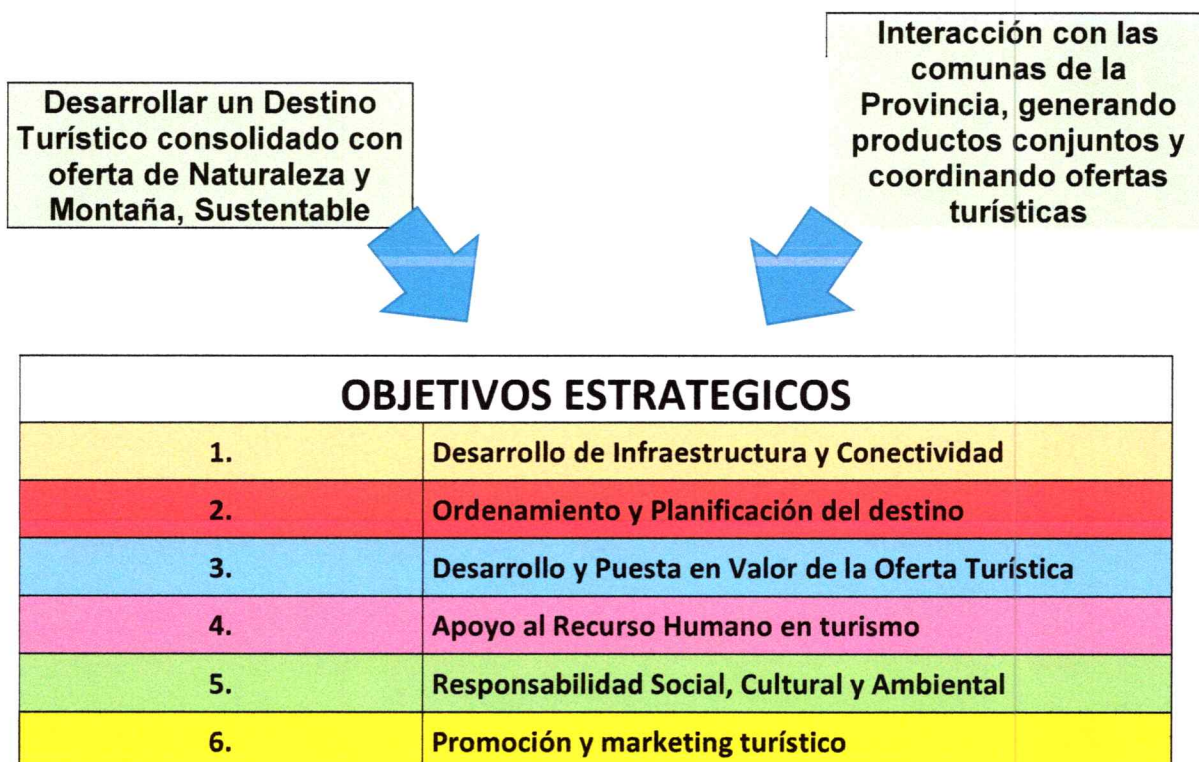 Desarrollar un Destino
Turístico consolidado con
oferta de Naturaleza y
Montaña, Sustentable
Interacción con las
comunas de la
Provincia, generando
productos conjuntos y
coordinando ofertas
turísticas
OBJETIVOS ESTRATEGICOS
1. Desarrollo de Infraestructura y Conectividad
2. Ordenamiento y Planificación del destino
3. Desarrollo y Puesta en Valor de la Oferta Turística
4. Apoyo al Recurso Humano en turismo
5. Responsabilidad Social, Cultural y Ambiental
6. Promoción y marketing turístico